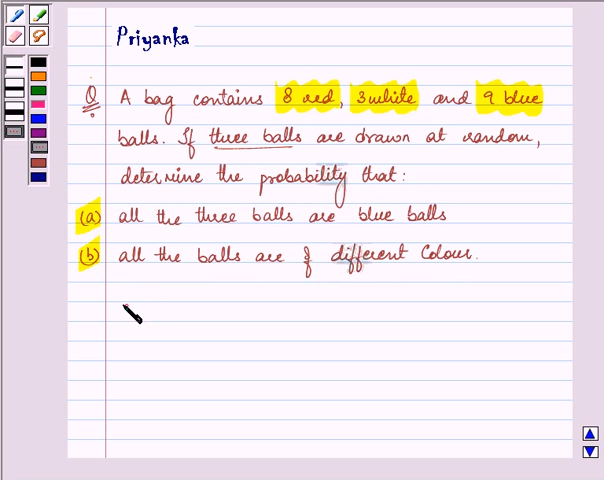 Priyanka
Q. A bag contains 8 red, 3 white and 9 blue
balls. If three balls are drawn at random,
determine the probability that :
(a) all the three balls are blue balls
(b) all the balls are of different colour.